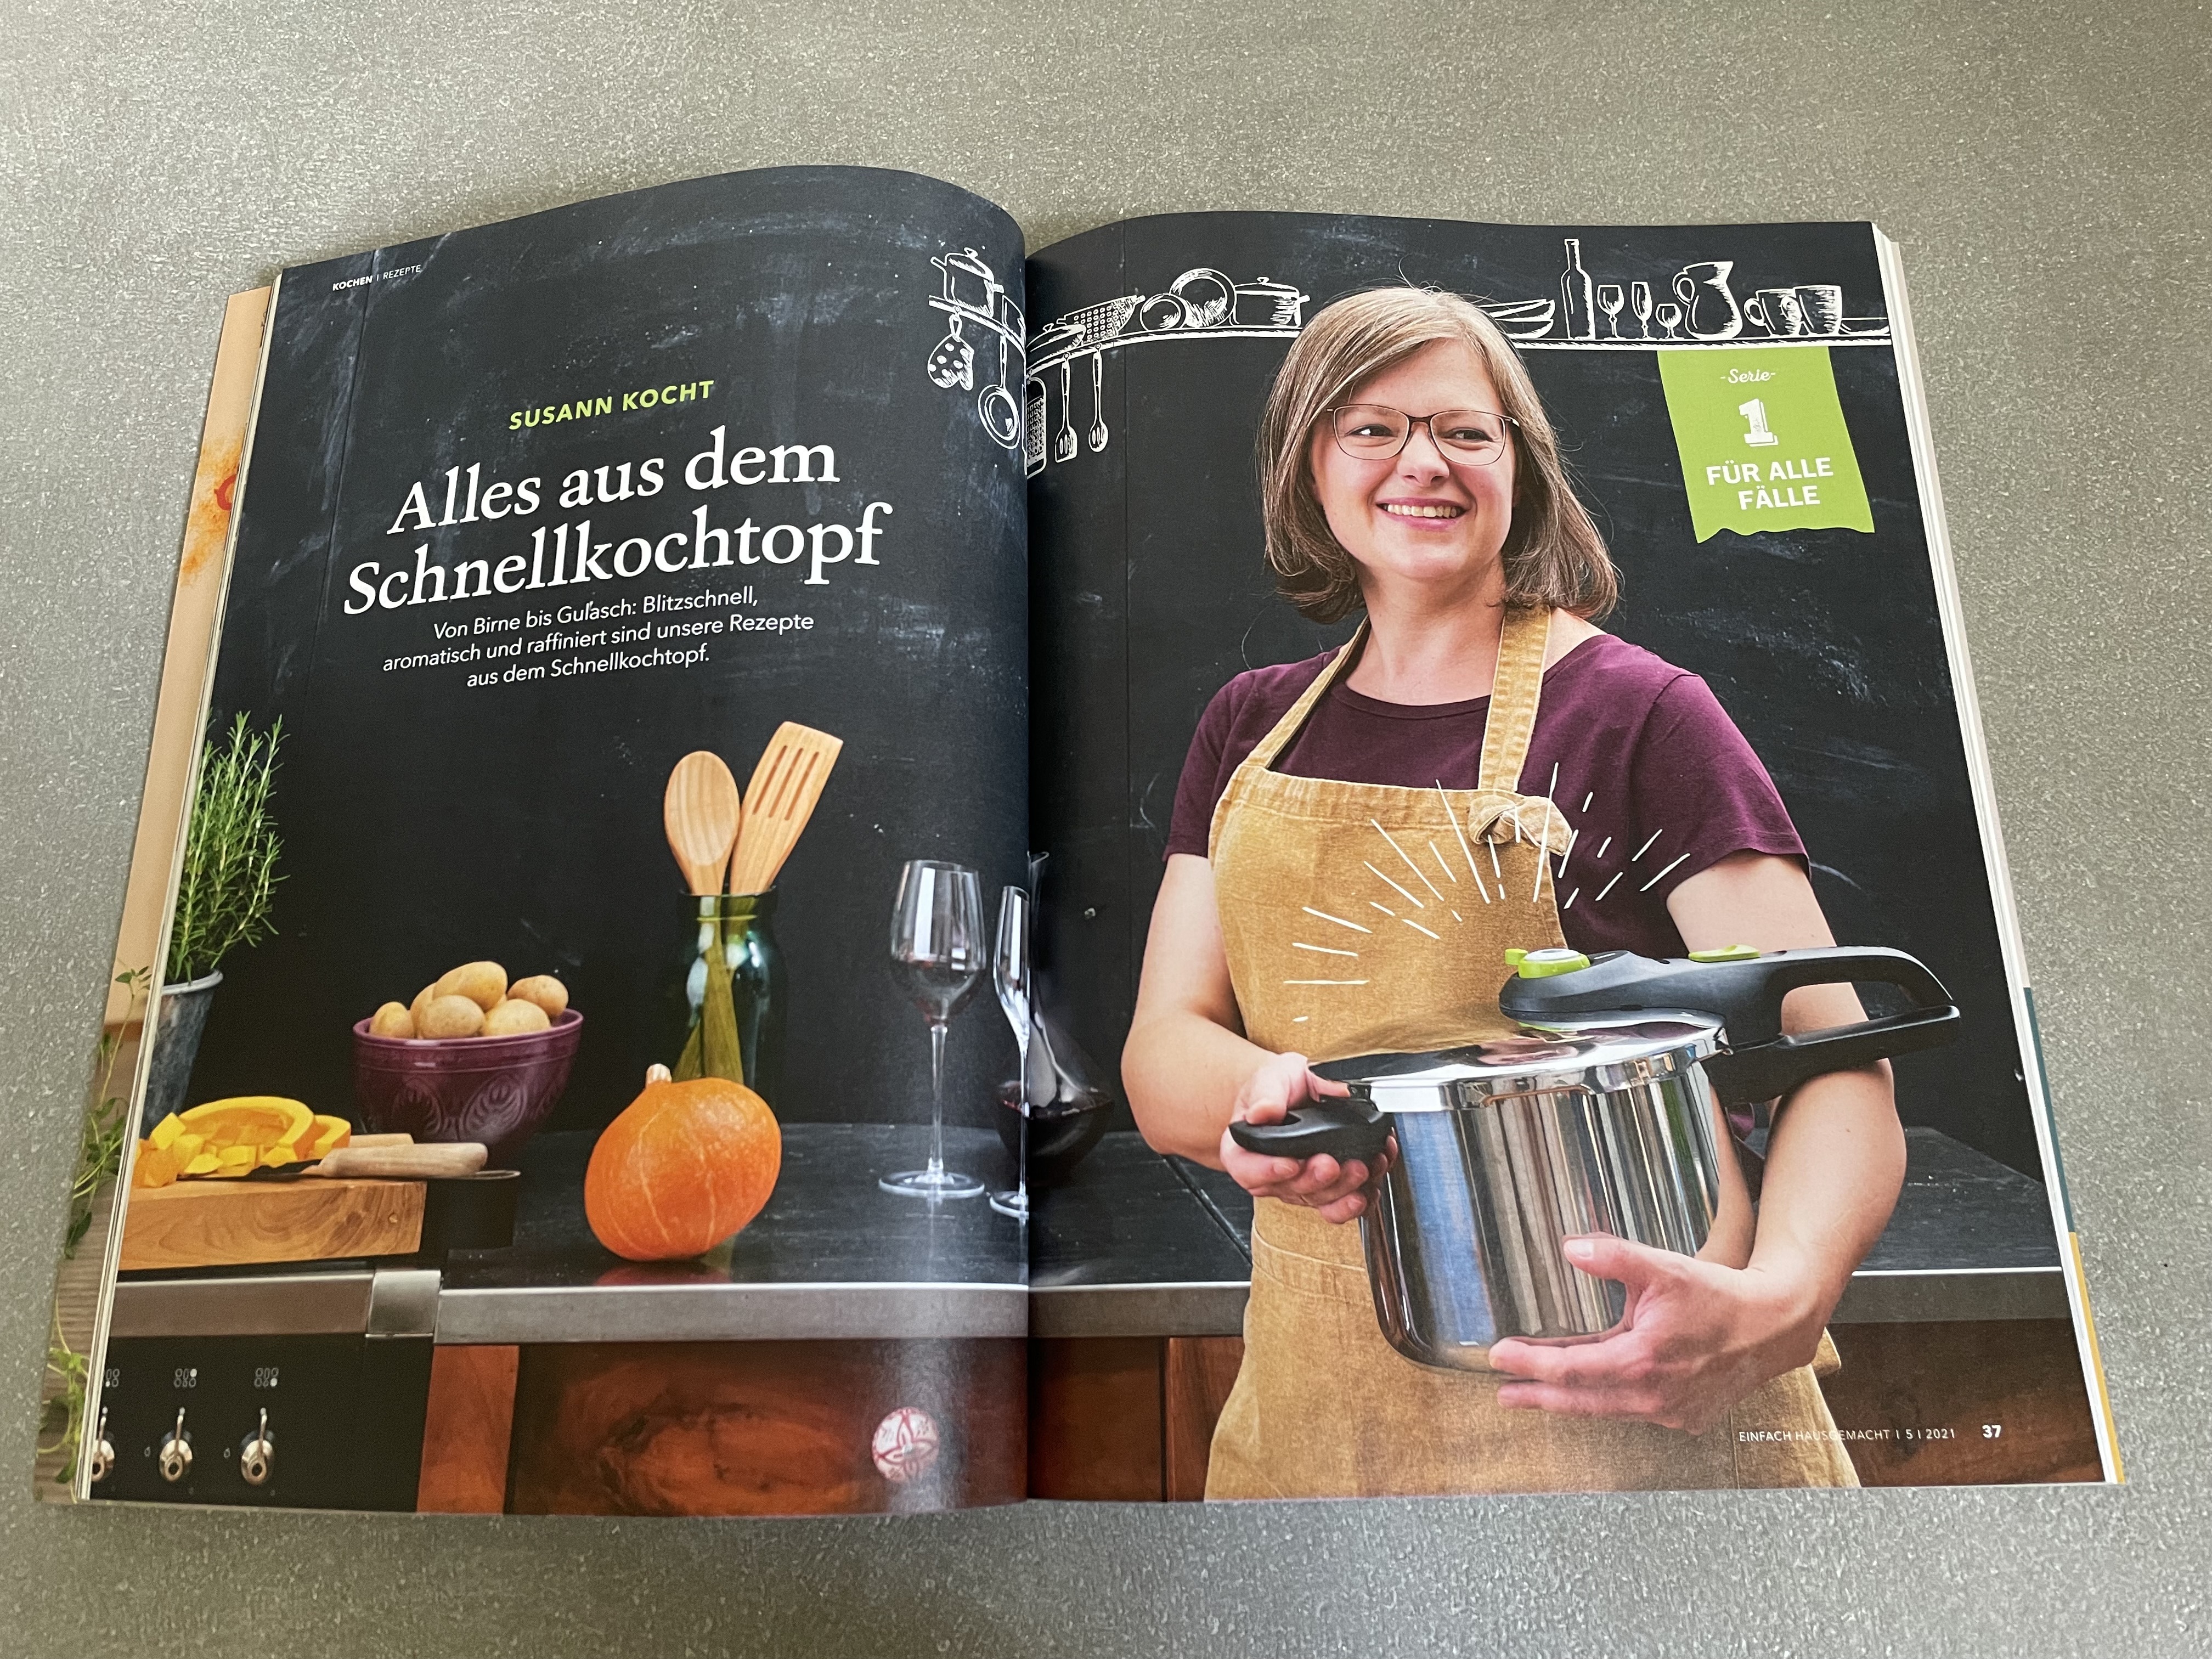 KOCHEN | REZEPTE
SUSANN KOCHT
Alles aus dem
Schnellkochtopf
Von Birne bis Gulasch: Blitzschnell,
aromatisch und raffiniert sind unsere Rezepte
aus dem Schnellkochtopf.
-Serie-
1
FÜR ALLE
FÄLLE
EINFACH HAUSGEMACHT | 5 | 2021 37